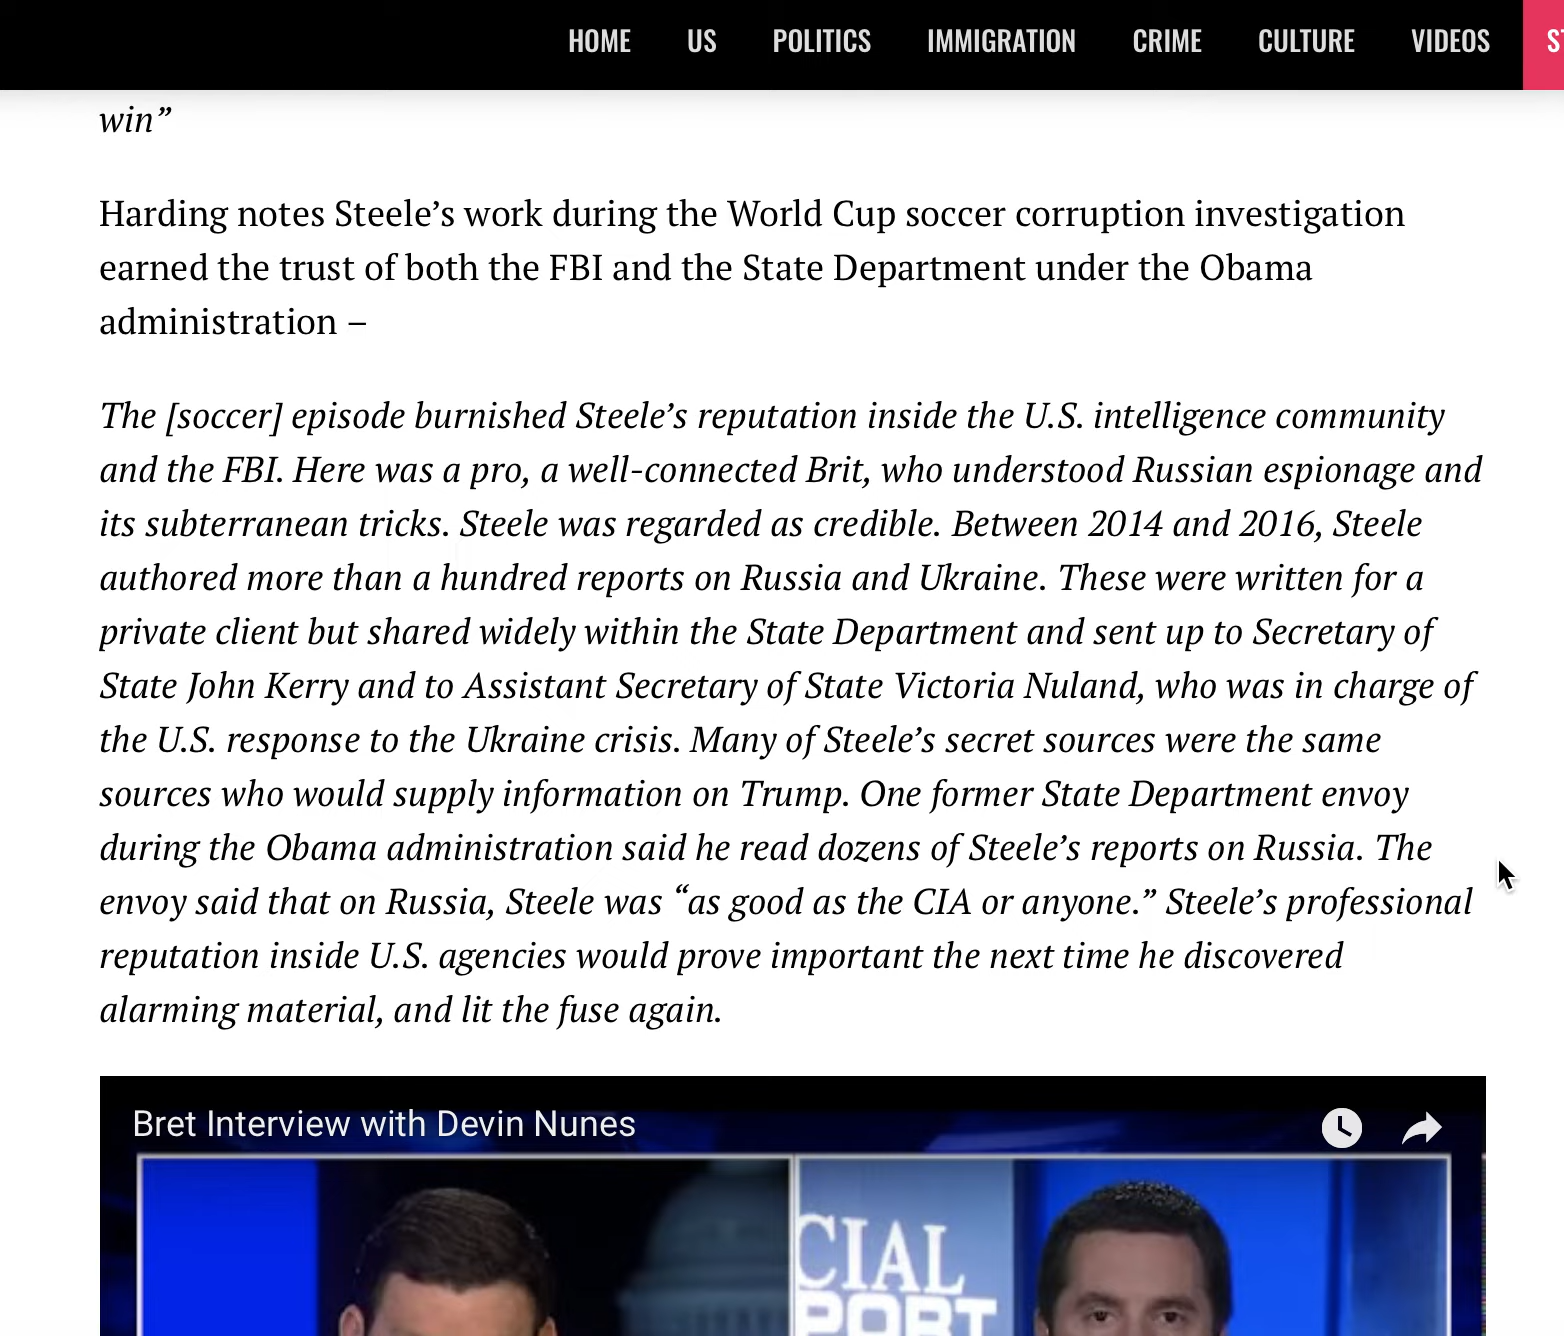 HOME US POLITICS IMMIGRATION CRIME CULTURE VIDEOS ST
win”
Harding notes Steele’s work during the World Cup soccer corruption investigation
earned the trust of both the FBI and the State Department under the Obama
administration –
The [soccer] episode burnished Steele’s reputation inside the U.S. intelligence community
and the FBI. Here was a pro, a well-connected Brit, who understood Russian espionage and
its subterranean tricks. Steele was regarded as credible. Between 2014 and 2016, Steele
authored more than a hundred reports on Russia and Ukraine. These were written for a
private client but shared widely within the State Department and sent up to Secretary of
State John Kerry and to Assistant Secretary of State Victoria Nuland, who was in charge of
the U.S. response to the Ukraine crisis. Many of Steele’s secret sources were the same
sources who would supply information on Trump. One former State Department envoy
during the Obama administration said he read dozens of Steele’s reports on Russia. The
envoy said that on Russia, Steele was “as good as the CIA or anyone.” Steele’s professional
reputation inside U.S. agencies would prove important the next time he discovered
alarming material, and lit the fuse again.
Bret Interview with Devin Nunes
CIAL
PORT